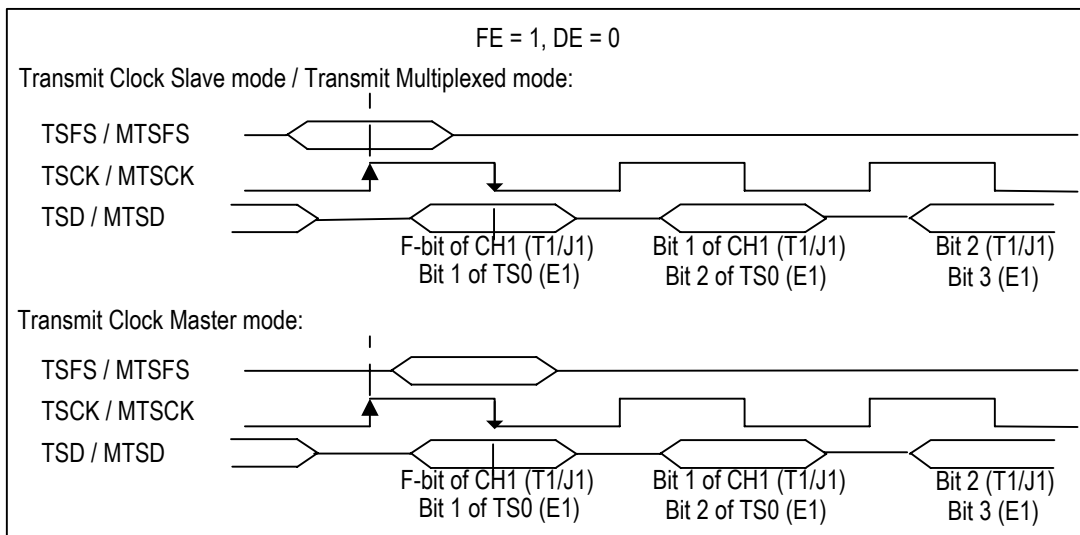 FE = 1, DE = 0
Transmit Clock Slave mode / Transmit Multiplexed mode:
TSFS / MTSFS
TSCK / MTSCK
TSD / MTSD
F-bit of CH1 (T1/J1) Bit 1 of CH1 (T1/J1) Bit 2 (T1/J1)
Bit 1 of TS0 (E1) Bit 2 of TS0 (E1) Bit 3 (E1)
Transmit Clock Master mode:
TSFS / MTSFS
TSCK / MTSCK
TSD / MTSD
F-bit of CH1 (T1/J1) Bit 1 of CH1 (T1/J1) Bit 2 (T1/J1)
Bit 1 of TS0 (E1) Bit 2 of TS0 (E1) Bit 3 (E1)